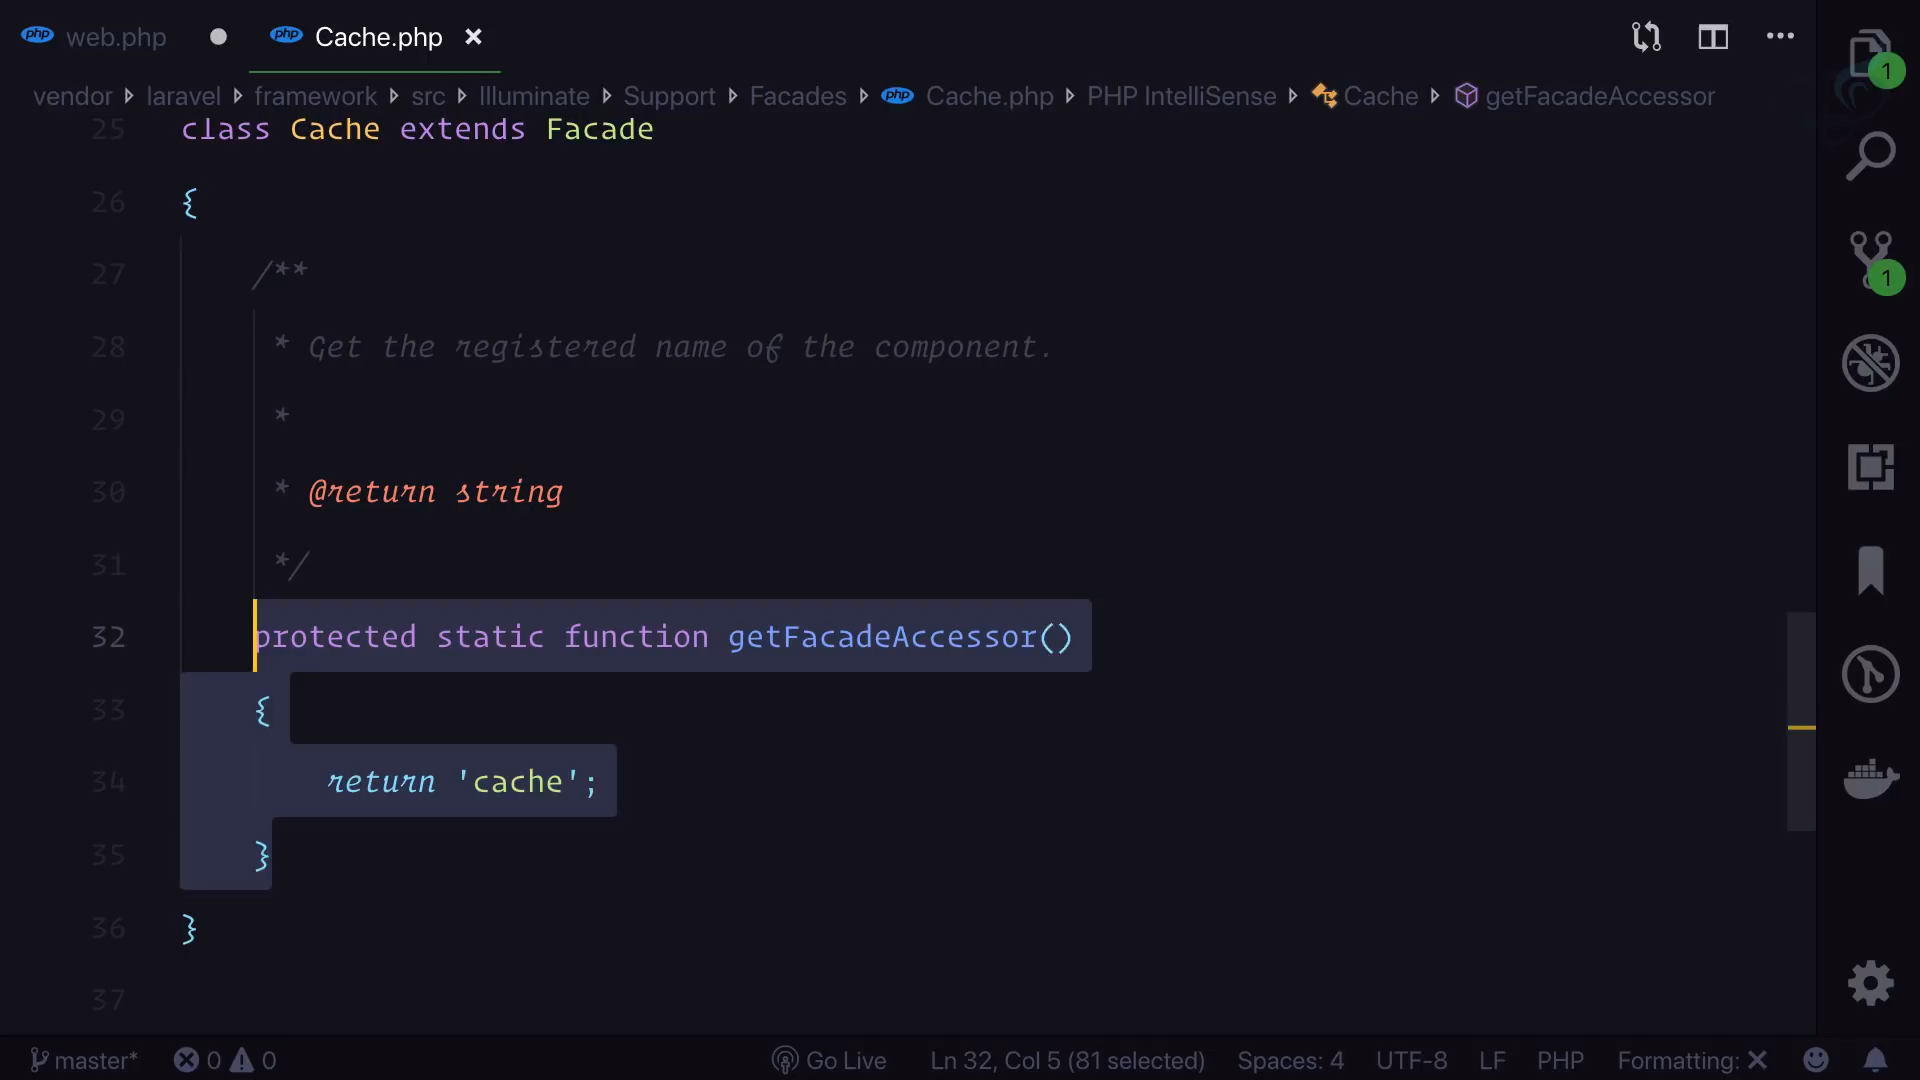 php web.php ● php Cache.php ×
vendor laravel framework src Illuminate Support Facades php Cache.php PHP IntelliSense Cache getFacadeAccessor
1
25 class Cache extends Facade
26 {
27 /**
1
28 * Get the registered name of the component.
29 *
30 * @return string
31 */
32 protected static function getFacadeAccessor()
33 {
34 return 'cache';
35 }
36 }
37
master* 0 0 Go Live Ln 32, Col 5 (81 selected) Spaces: 4 UTF-8 LF PHP Formatting: ×